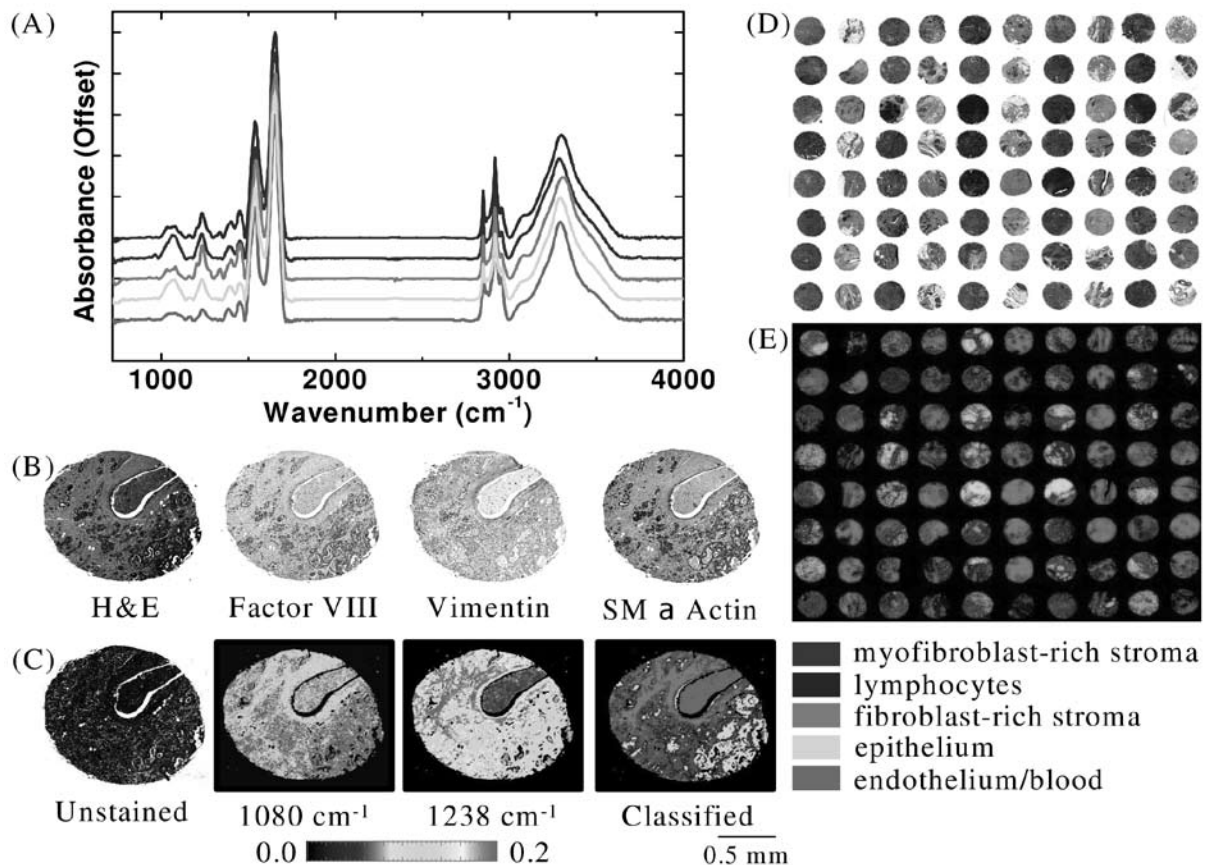 (A)
Absorbance (Offset)
1000 2000 3000 4000
Wavenumber (cm⁻¹)
(B)
H&E Factor VIII Vimentin SM a Actin
(C)
Unstained 1080 cm⁻¹ 1238 cm⁻¹ Classified
0.0 0.2
0.5 mm
(D)
(E)
myofibroblast-rich stroma
lymphocytes
fibroblast-rich stroma
epithelium
endothelium/blood